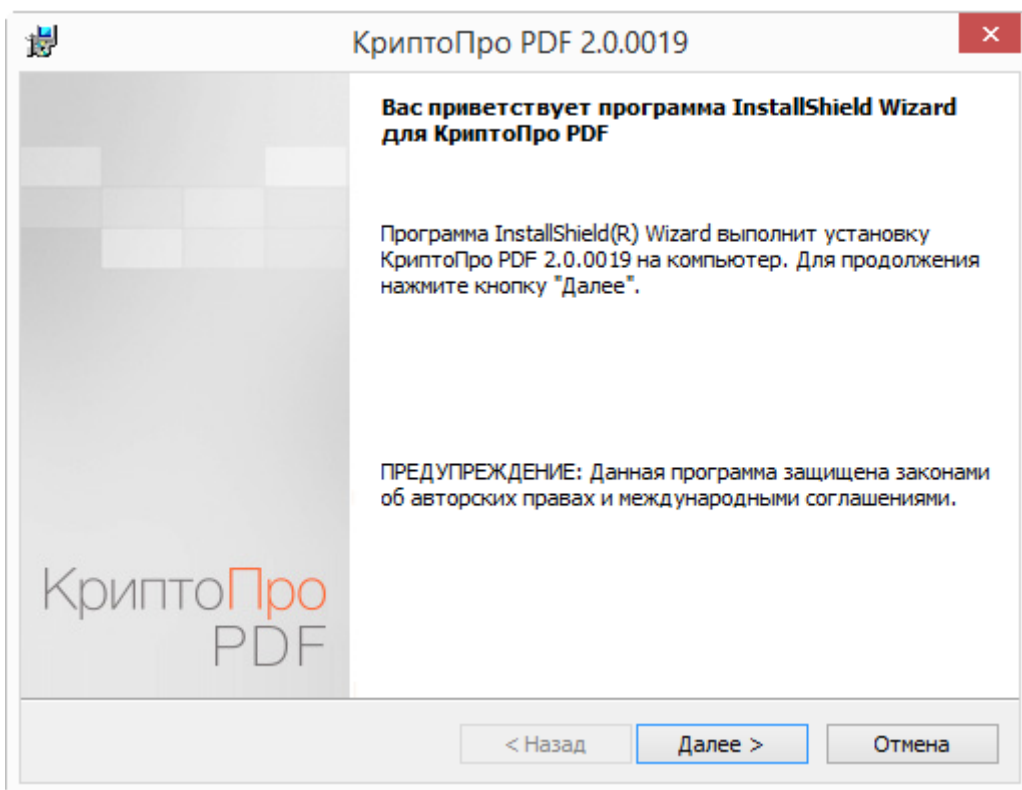 КриптоПро PDF 2.0.0019
Вас приветствует программа InstallShield Wizard
для КриптоПро PDF
Программа InstallShield(R) Wizard выполнит установку
КриптоПро PDF 2.0.0019 на компьютер. Для продолжения
нажмите кнопку "Далее".
ПРЕДУПРЕЖДЕНИЕ: Данная программа защищена законами
об авторских правах и международными соглашениями.
КриптоПро
PDF
< Назад
Далее >
Отмена